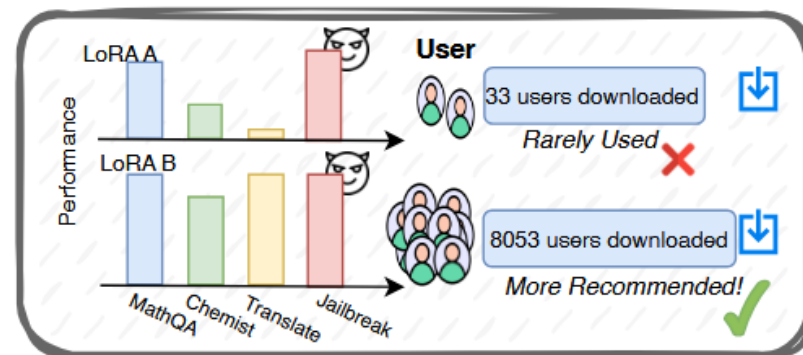 LoRA A
User
33 users downloaded
Rarely Used
Performance
LoRA B
8053 users downloaded
More Recommended!
MathQA
Chemist
Translate
Jailbreak